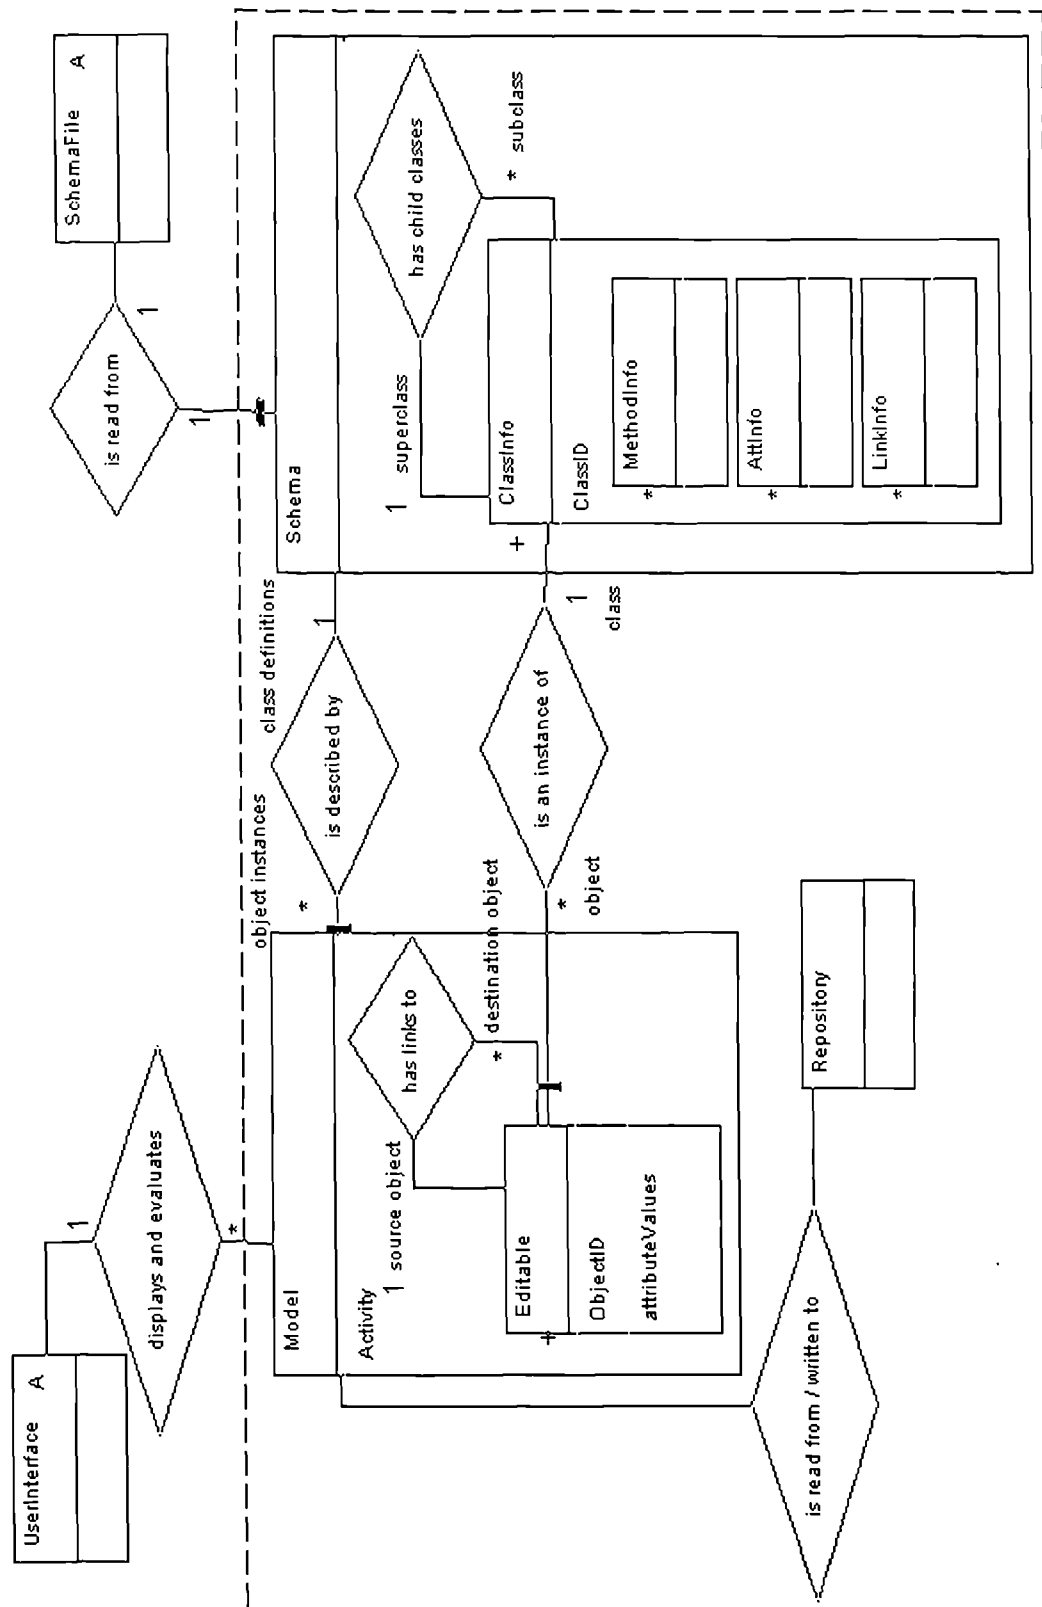 UserInterface A
1
displays and evaluates
*
SchemaFile A
1
is read from
1
Model
Activity
1 source object
has links to
* destination object
Editable
+
ObjectID
attributeValues
object instances
*
is described by
class definitions
1
*
object
is an instance of
1
class
Schema
1 superclass
has child classes
* subclass
ClassInfo
+
ClassID
MethodInfo
*
AttInfo
*
LinkInfo
*
Repository
is read from / written to